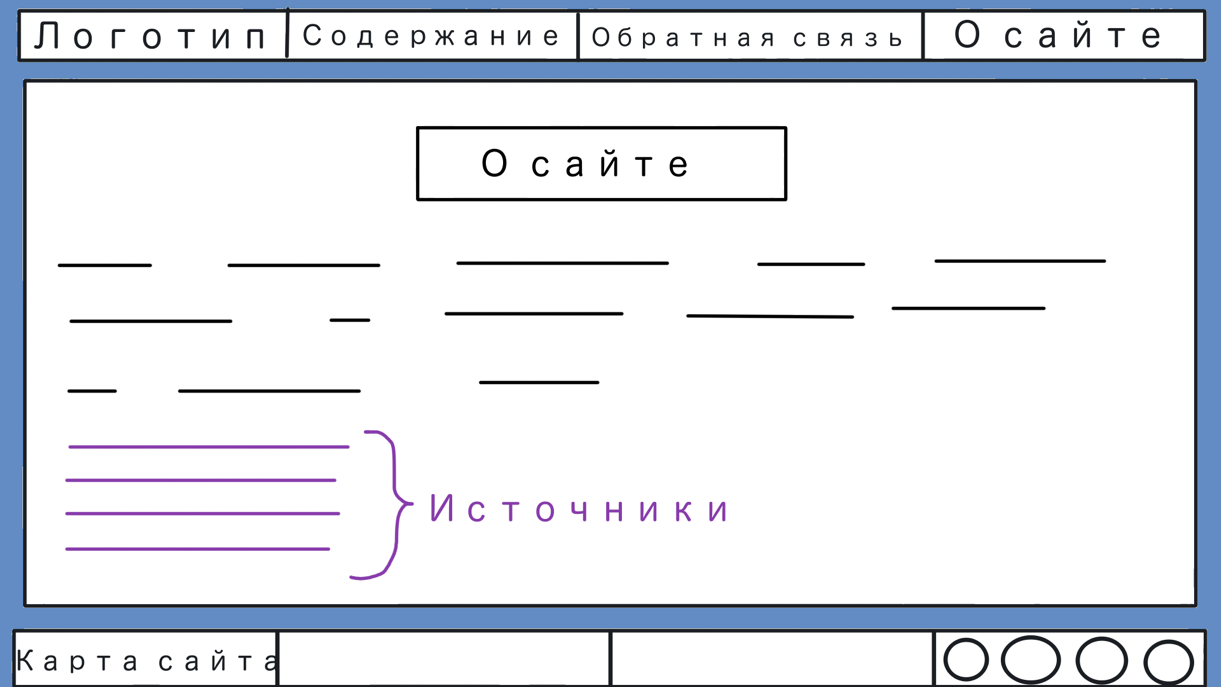 Логотип
Содержание
Обратная связь
О сайте
О сайте
Источники
Карта сайта